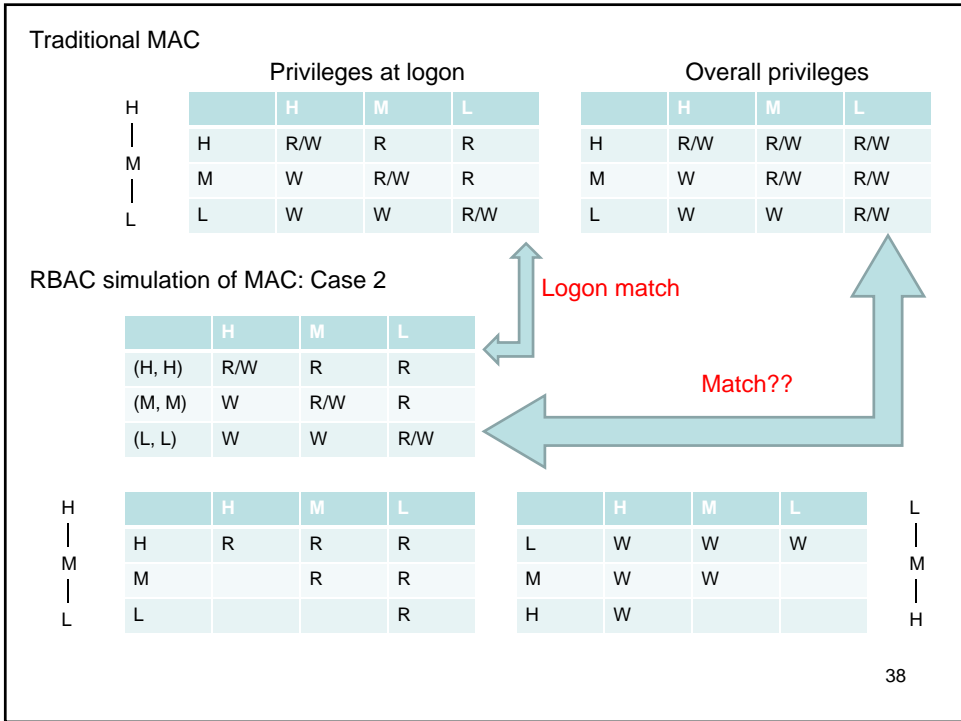 Traditional MAC
Privileges at logon
H
M
L
H M L
H R/W R R
M W R/W R
L W W R/W
Overall privileges
H M L
H R/W R/W R/W
M W R/W R/W
L W W R/W
RBAC simulation of MAC: Case 2
Logon match
Match??
H M L
(H, H) R/W R R
(M, M) W R/W R
(L, L) W W R/W
H
M
L
H M L
H R R R
M R R
L R
H M L
L W W W
M W W
H W
L
M
H
38